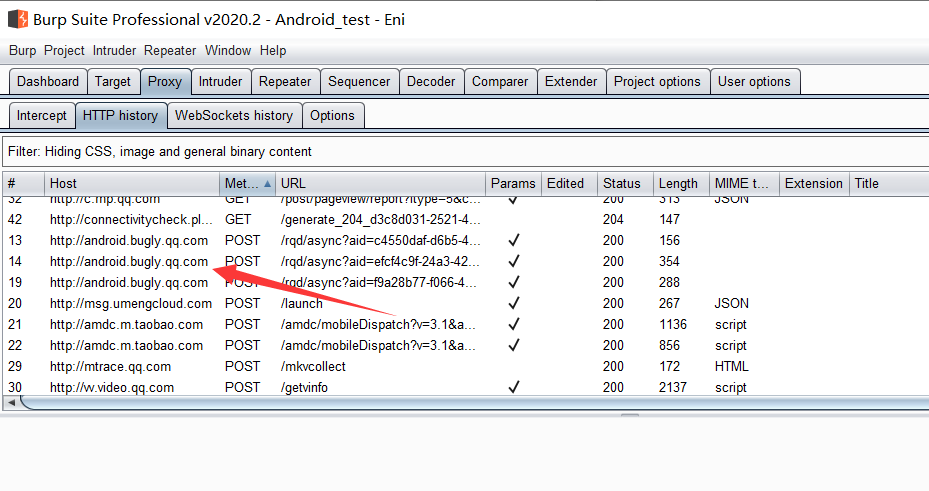 Burp Suite Professional v2020.2 - Android_test - Eni
Burp Project Intruder Repeater Window Help
Dashboard Target Proxy Intruder Repeater Sequencer Decoder Comparer Extender Project options User options
Intercept HTTP history WebSockets history Options
Filter: Hiding CSS, image and general binary content
# Host Met... URL Params Edited Status Length MIME t... Extension Title
32 http://c.mp.qq.com GET /post/pageview/report?itype=5&c... ✓ 200 313 JSON
42 http://connectivitycheck.pl... GET /generate_204_d3c8d031-2521-4... 204 147
13 http://android.bugly.qq.com POST /rqd/async?aid=c4550daf-d6b5-4... ✓ 200 156
14 http://android.bugly.qq.com POST /rqd/async?aid=efcf4c9f-24a3-42... ✓ 200 354
19 http://android.bugly.qq.com POST /rqd/async?aid=f9a28b77-f066-4... ✓ 200 288
20 http://msg.umengcloud.com POST /launch ✓ 200 267 JSON
21 http://amdc.m.taobao.com POST /amdc/mobileDispatch?v=3.1&a... ✓ 200 1136 script
22 http://amdc.m.taobao.com POST /amdc/mobileDispatch?v=3.1&a... ✓ 200 856 script
29 http://mtrace.qq.com POST /mkvcollect 200 172 HTML
30 http://w.video.qq.com POST /getvinfo ✓ 200 2137 script